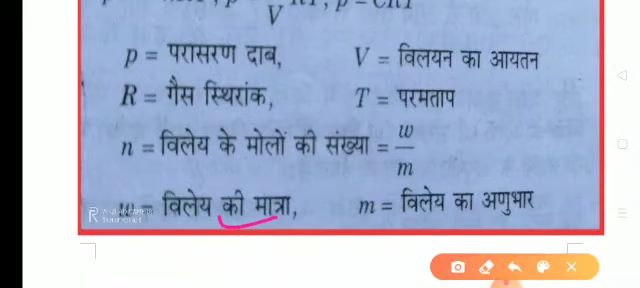 V
p = परासरण दाब, V = विलयन का आयतन
R = गैस स्थिरांक, T = परमताप
n = विलेय के मोलों की संख्या = w/m
w = विलेय की मात्रा, m = विलेय का अणुभार